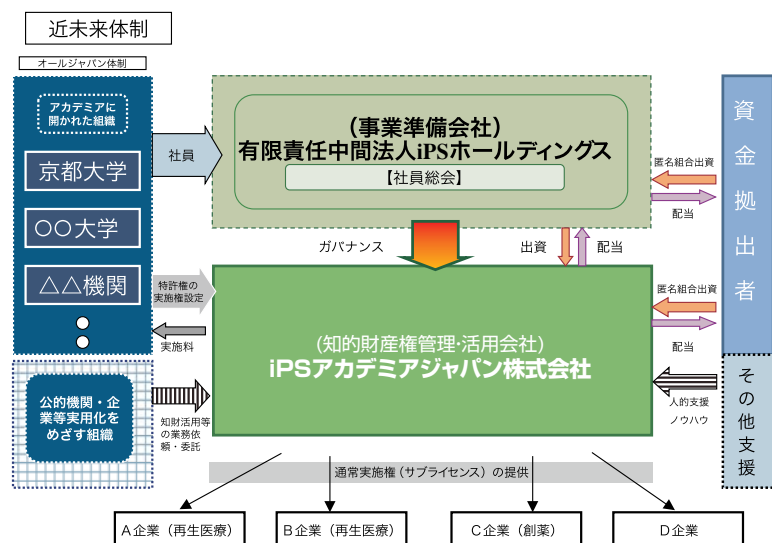 近未来体制
オールジャパン体制
アカデミアに
開かれた組織
京都大学
○○大学
△△機関
公的機関・企
業等実用化を
めざす組織
社員
特許権の
実施権設定
実施料
知財活用等
の業務依
頼・委託
（事業準備会社）
有限責任中間法人iPSホールディングス
【社員総会】
ガバナンス
出資
配当
（知的財産権管理・活用会社）
iPSアカデミアジャパン株式会社
匿名組合出資
配当
匿名組合出資
配当
人的支援
ノウハウ
資金拠出者
その他支援
通常実施権（サブライセンス）の提供
A企業（再生医療）
B企業（再生医療）
C企業（創薬）
D企業